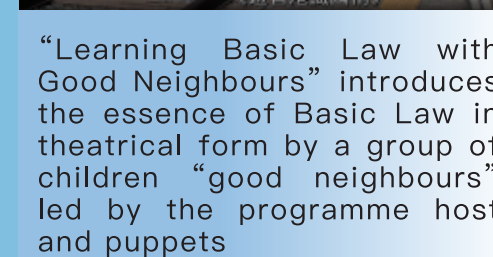 “Learning Basic Law with
Good Neighbours” introduces
the essence of Basic Law in
theatrical form by a group of
children “good neighbours”
led by the programme host
and puppets